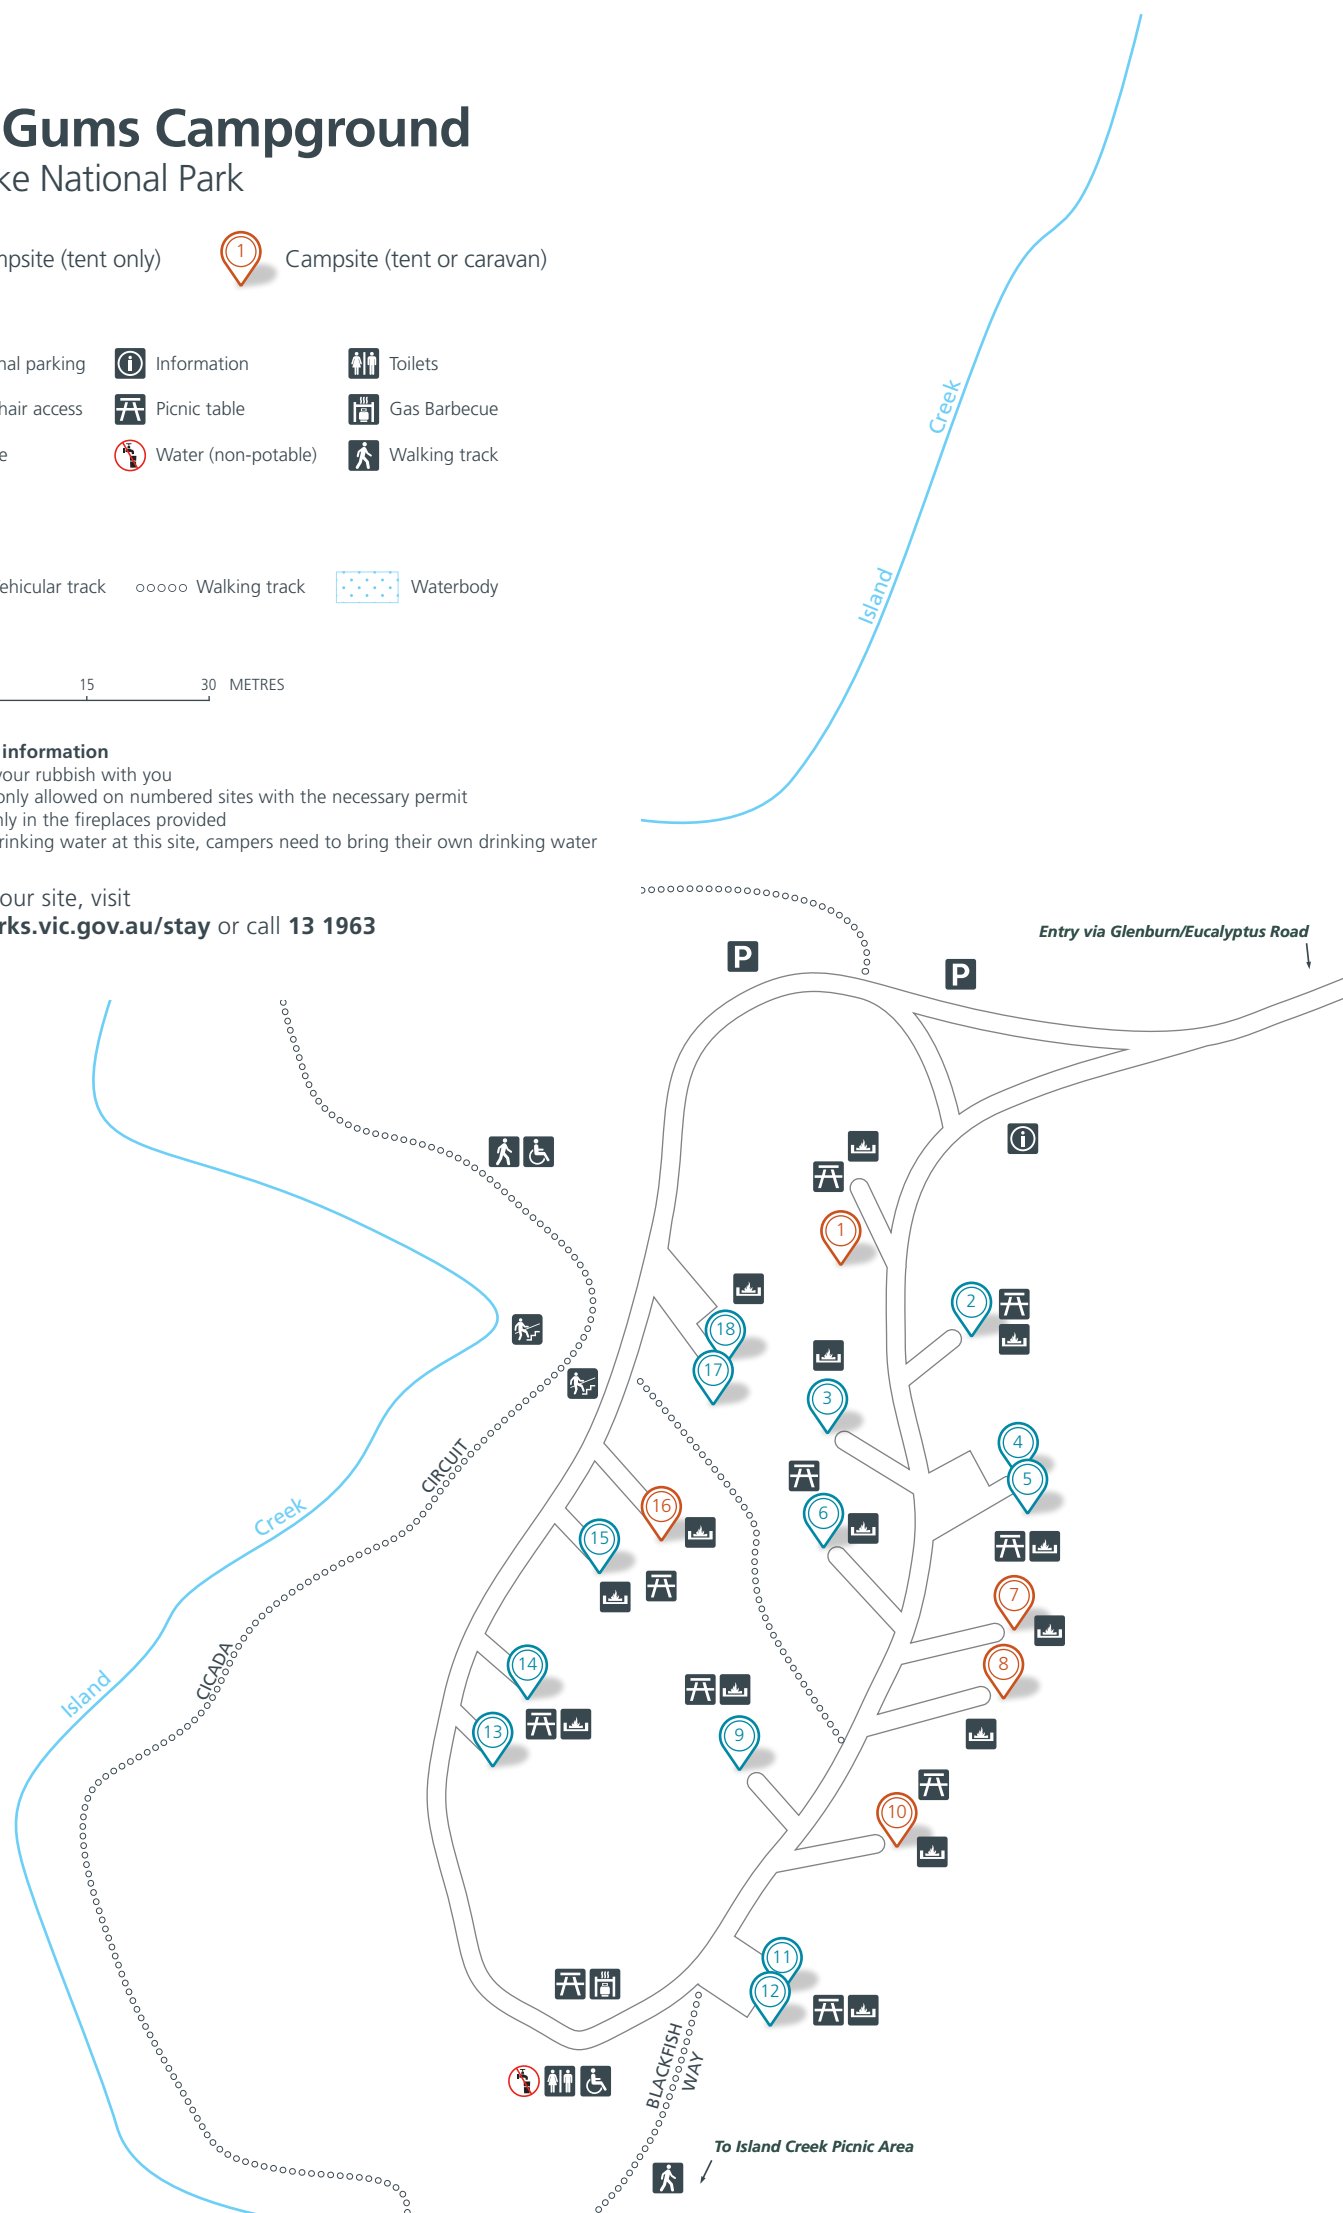 Gums Campground
ke National Park
mpsite (tent only)
1
Campsite (tent or caravan)
nal parking
Information
Toilets
hair access
Picnic table
Gas Barbecue
e
Water (non-potable)
Walking track
ehicular track
Walking track
Waterbody
15
30
METRES
information
your rubbish with you
only allowed on numbered sites with the necessary permit
nly in the fireplaces provided
rinking water at this site, campers need to bring their own drinking water
our site, visit
rks.vic.gov.au/stay or call 13 1963
Creek
Island
Entry via Glenburn/Eucalyptus Road
P
P
1
2
18
17
3
4
5
6
16
15
7
8
14
13
9
10
11
12
CIRCUIT
CICADA
Creek
Island
BLACKFISH
WAY
To Island Creek Picnic Area